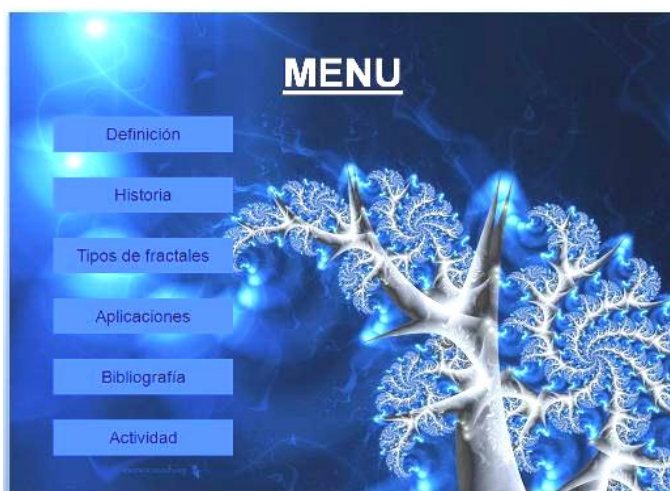 MENU
Definición
Historia
Tipos de fractales
Aplicaciones
Bibliografía
Actividad